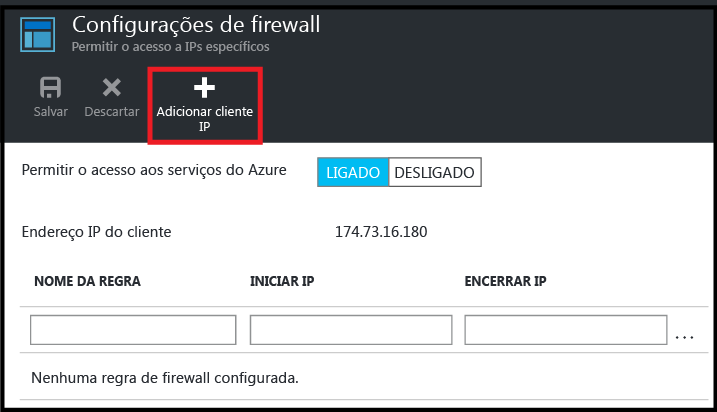 Configurações de firewall
Permitir o acesso a IPs específicos
Salvar
Descartar
Adicionar cliente
IP
Permitir o acesso aos serviços do Azure
LIGADO
DESLIGADO
Endereço IP do cliente
174.73.16.180
NOME DA REGRA
INICIAR IP
ENCERRAR IP
...
Nenhuma regra de firewall configurada.